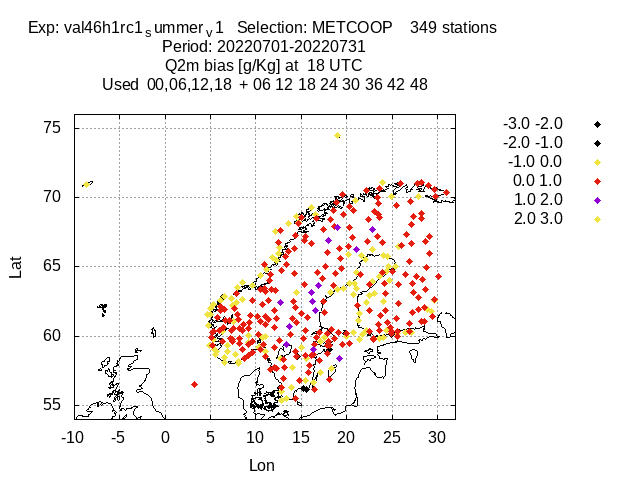 Exp: val46h1rc1s ummerv 1 Selection: METCOOP 349 stations
Period: 20220701-20220731
Q2m bias [g/Kg] at 18 UTC
Used 00,06,12,18 + 06 12 18 24 30 36 42 48
75
70
65
60
55
Lat
-10 -5 0 5 10 15 20 25 30
Lon
-3.0 -2.0
-2.0 -1.0
-1.0 0.0
0.0 1.0
1.0 2.0
2.0 3.0